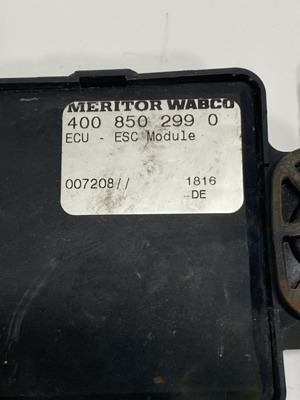 MERITOR WABCO
400 850 299 0
ECU - ESC Module
007208// 1816
DE